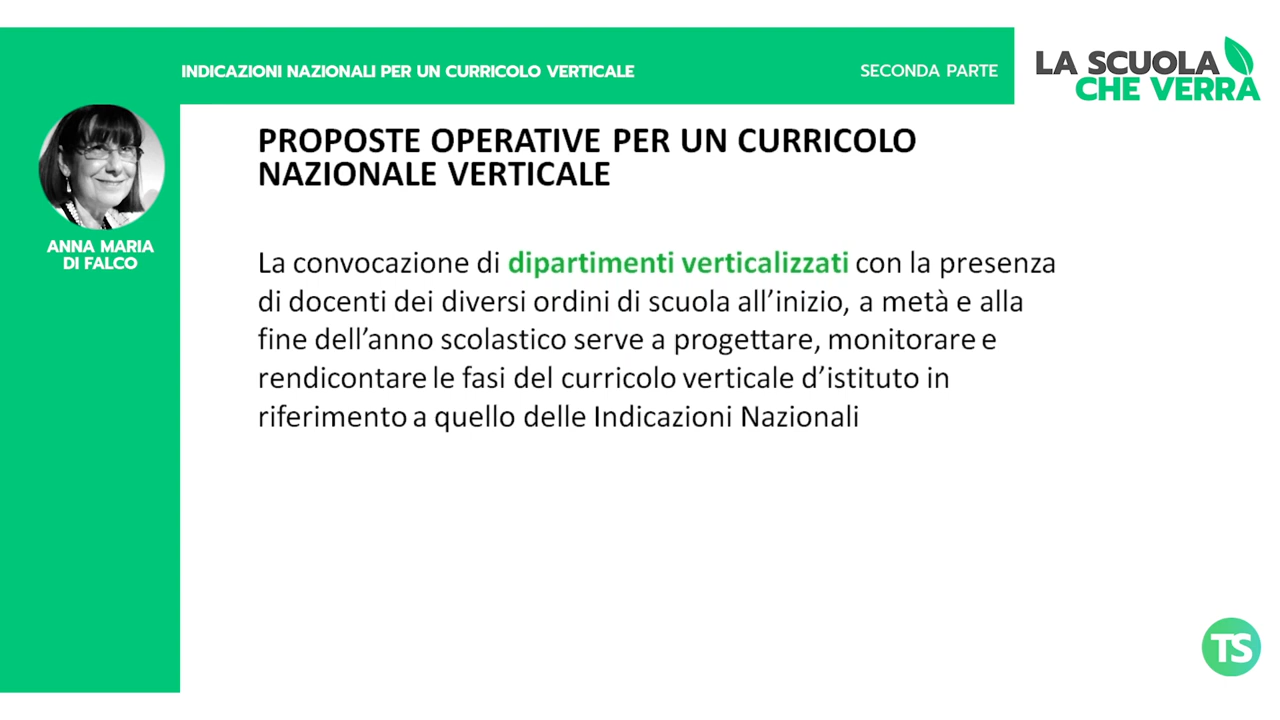 INDICAZIONI NAZIONALI PER UN CURRICOLO VERTICALE
SECONDA PARTE
LA SCUOLA
CHE VERRA
ANNA MARIA
DI FALCO
PROPOSTE OPERATIVE PER UN CURRICOLO
NAZIONALE VERTICALE
La convocazione di dipartimenti verticalizzati con la presenza
di docenti dei diversi ordini di scuola all’inizio, a metà e alla
fine dell’anno scolastico serve a progettare, monitorare e
rendicontare le fasi del curricolo verticale d’istituto in
riferimento a quello delle Indicazioni Nazionali
TS